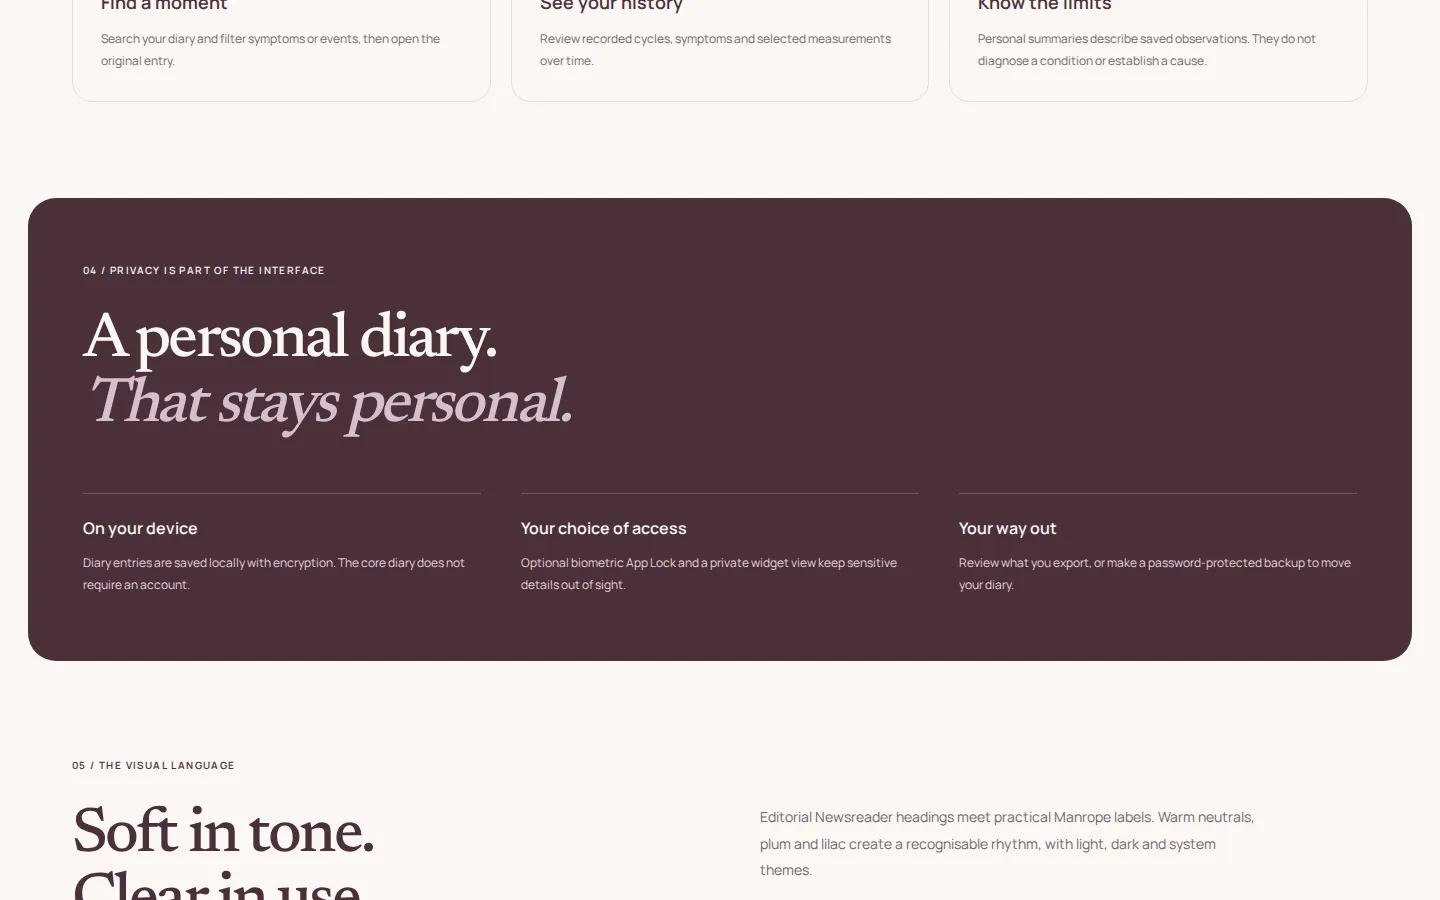 Find a moment
Search your diary and filter symptoms or events, then open the
original entry.
See your history
Review recorded cycles, symptoms and selected measurements
over time.
Know the limits
Personal summaries describe saved observations. They do not
diagnose a condition or establish a cause.
04 / PRIVACY IS PART OF THE INTERFACE
A personal diary.
That stays personal.
On your device
Diary entries are saved locally with encryption. The core diary does not
require an account.
Your choice of access
Optional biometric App Lock and a private widget view keep sensitive
details out of sight.
Your way out
Review what you export, or make a password-protected backup to move
your diary.
05 / THE VISUAL LANGUAGE
Soft in tone.
Clear in use
Editorial Newsreader headings meet practical Manrope labels. Warm neutrals,
plum and lilac create a recognisable rhythm, with light, dark and system
themes.